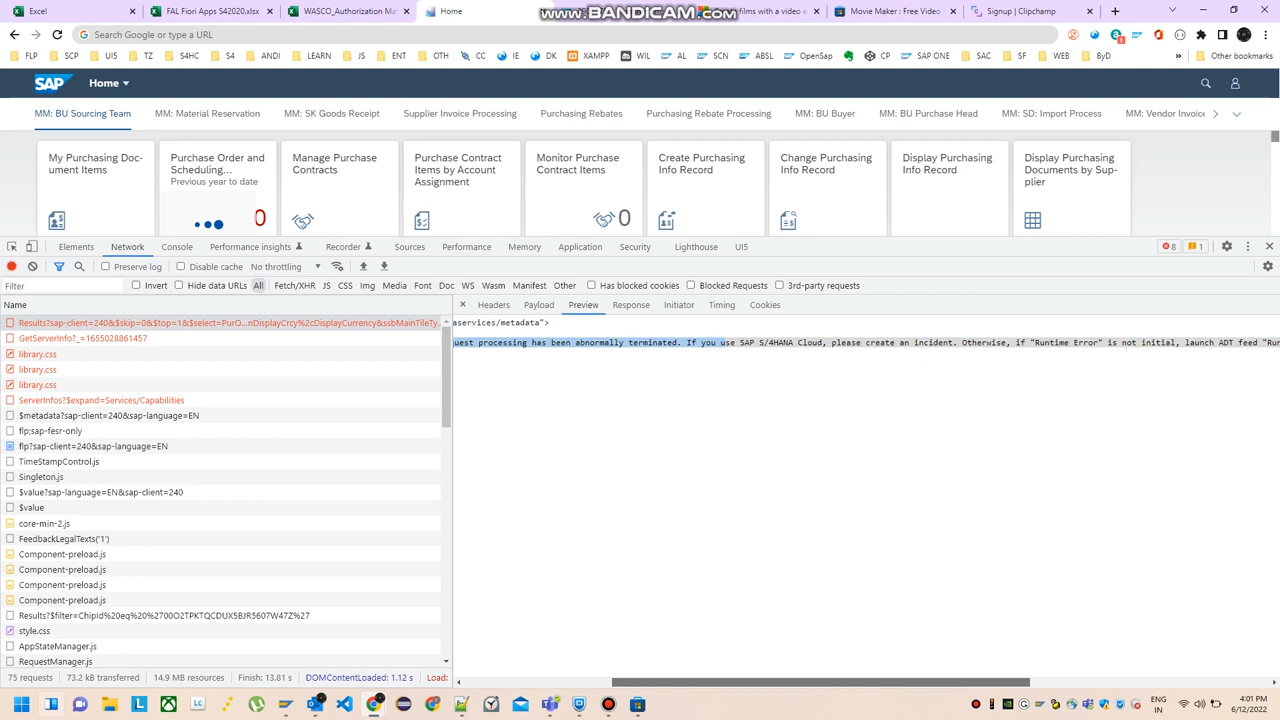 Excel
FAL Fiori Apps S42020.xlsx
WASCO_Authorization Ma
Home
www.BANDICAM.com
films with a video e
Movie Maker : Free Video
Signup | Clipchamp
Search Google or type a URL
FLP
SCP
UI5
TZ
S4HC
S4
ANDI
LEARN
JS
ENT
OTH
CC
IE
DK
XAMPP
WIL
AL
SCN
ABSL
OpenSap
CP
SAP ONE
SAC
SF
WEB
ByD
Other bookmarks
SAP
Home
MM: BU Sourcing Team
MM: Material Reservation
MM: SK Goods Receipt
Supplier Invoice Processing
Purchasing Rebates
Purchasing Rebate Processing
MM: BU Buyer
MM: BU Purchase Head
MM: SD: Import Process
MM: Vendor Invoice
My Purchasing Doc-
ument Items
Purchase Order and
Scheduling...
Previous year to date
0
Manage Purchase
Contracts
Purchase Contract
Items by Account
Assignment
Monitor Purchase
Contract Items
0
Create Purchasing
Info Record
Change Purchasing
Info Record
Display Purchasing
Info Record
Display Purchasing
Documents by Sup-
plier
Elements
Network
Console
Performance insights
Recorder
Sources
Performance
Memory
Application
Security
Lighthouse
UI5
8
1
Preserve log
Disable cache
No throttling
Filter
Invert
Hide data URLs
All
Fetch/XHR
JS
CSS
Img
Media
Font
Doc
WS
Wasm
Manifest
Other
Has blocked cookies
Blocked Requests
3rd-party requests
Name
Headers
Payload
Preview
Response
Initiator
Timing
Cookies
Results?sap-client=240&$skip=0&$top=1&$select=PurO...nDisplayCrcy%2cDisplayCurrency&ssbMainTileTy...
aservices/metadata">
GetServerInfo?_=1655028861457
quest processing has been abnormally terminated. If you use SAP S/4HANA Cloud, please create an incident. Otherwise, if "Runtime Error" is not initial, launch ADT feed "Run
library.css
library.css
library.css
ServerInfos?$expand=Services/Capabilities
$metadata?sap-client=240&sap-language=EN
flp;sap-fesr-only
flp?sap-client=240&sap-language=EN
TimeStampControl.js
Singleton.js
$value?sap-language=EN&sap-client=240
$value
core-min-2.js
FeedbackLegalTexts('1')
Component-preload.js
Component-preload.js
Component-preload.js
Component-preload.js
Results?$filter=ChipId%20eq%20%2700O2TPKTQCDUX5BJR5607W47Z%27
style.css
AppStateManager.js
RequestManager.js
75 requests
73.2 kB transferred
14.9 MB resources
Finish: 13.81 s
DOMContentLoaded: 1.12 s
Load:
ENG
IN
4:01 PM
6/12/2022